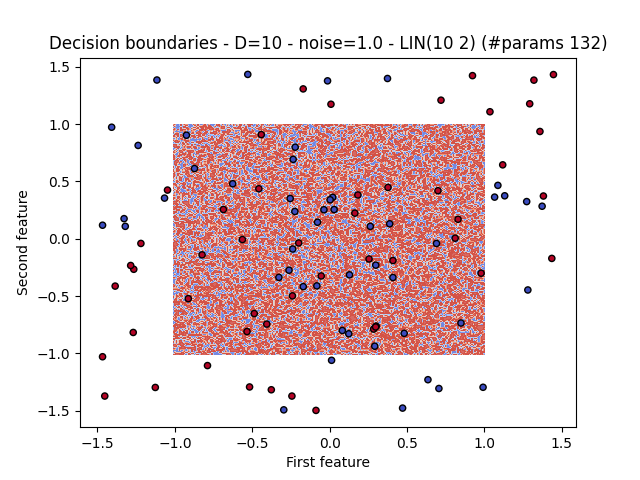 Decision boundaries - D=10 - noise=1.0 - LIN(10 2) (#params 132)
1.5
1.0
0.5
0.0
−0.5
−1.0
−1.5
Second feature
−1.5 −1.0 −0.5 0.0 0.5 1.0 1.5
First feature